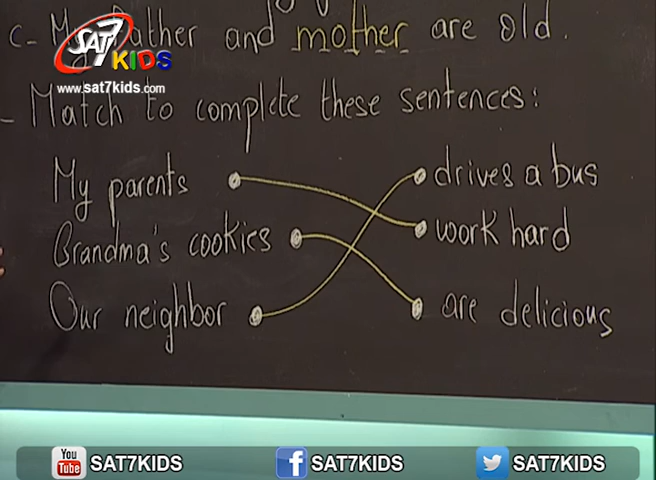 c- My father and mother are old.
SAT7 KIDS
www.sat7kids.com
- Match to complete these sentences:
My parents drives a bus
Grandma's cookies work hard
Our neighbor are delicious
You Tube SAT7KIDS f SAT7KIDS SAT7KIDS